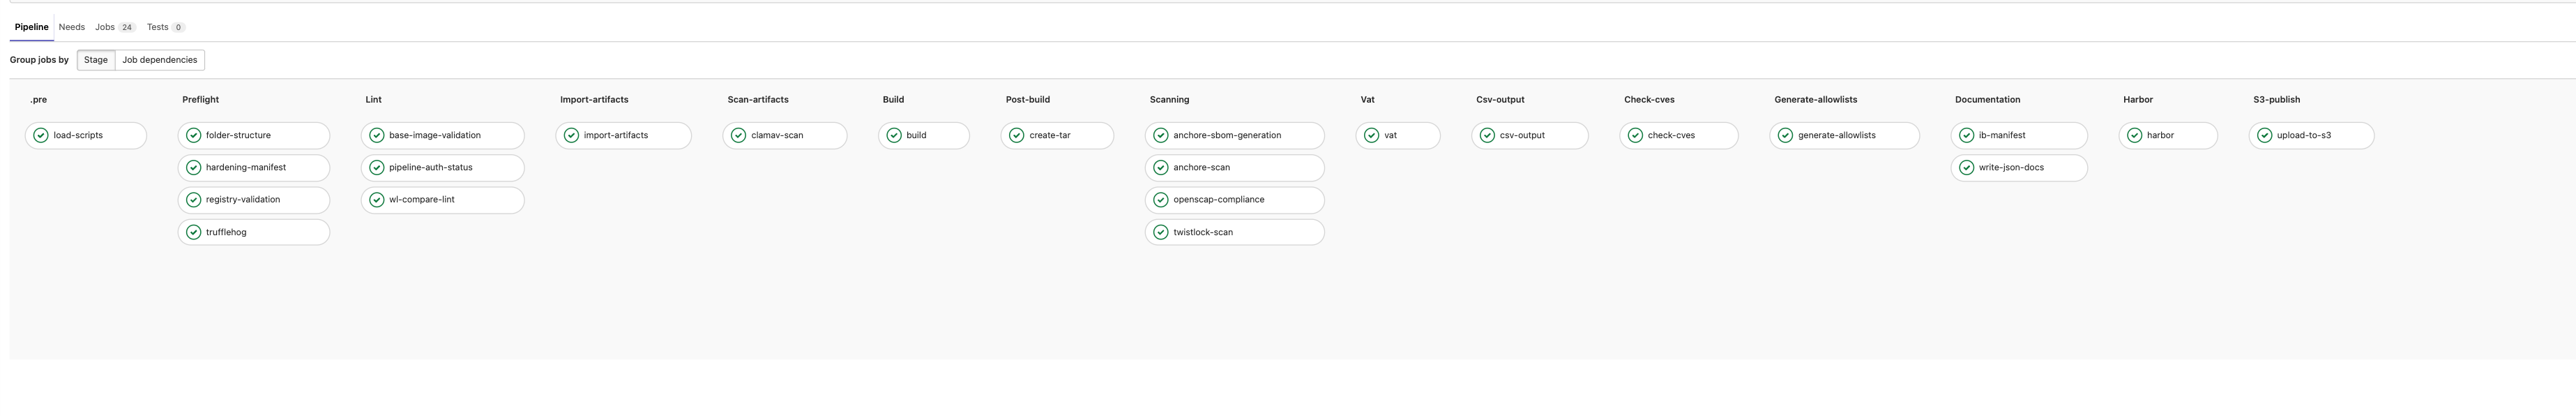 Pipeline Needs Jobs 24 Tests 0
Group jobs by Stage Job dependencies
.pre Preflight Lint Import-artifacts Scan-artifacts Build Post-build Scanning Vat Csv-output Check-cves Generate-allowlists Documentation Harbor S3-publish
load-scripts folder-structure base-image-validation import-artifacts clamav-scan build create-tar anchore-sbom-generation vat csv-output check-cves generate-allowlists ib-manifest harbor upload-to-s3
hardening-manifest pipeline-auth-status anchore-scan write-json-docs
registry-validation wl-compare-lint openscap-compliance
trufflehog twistlock-scan